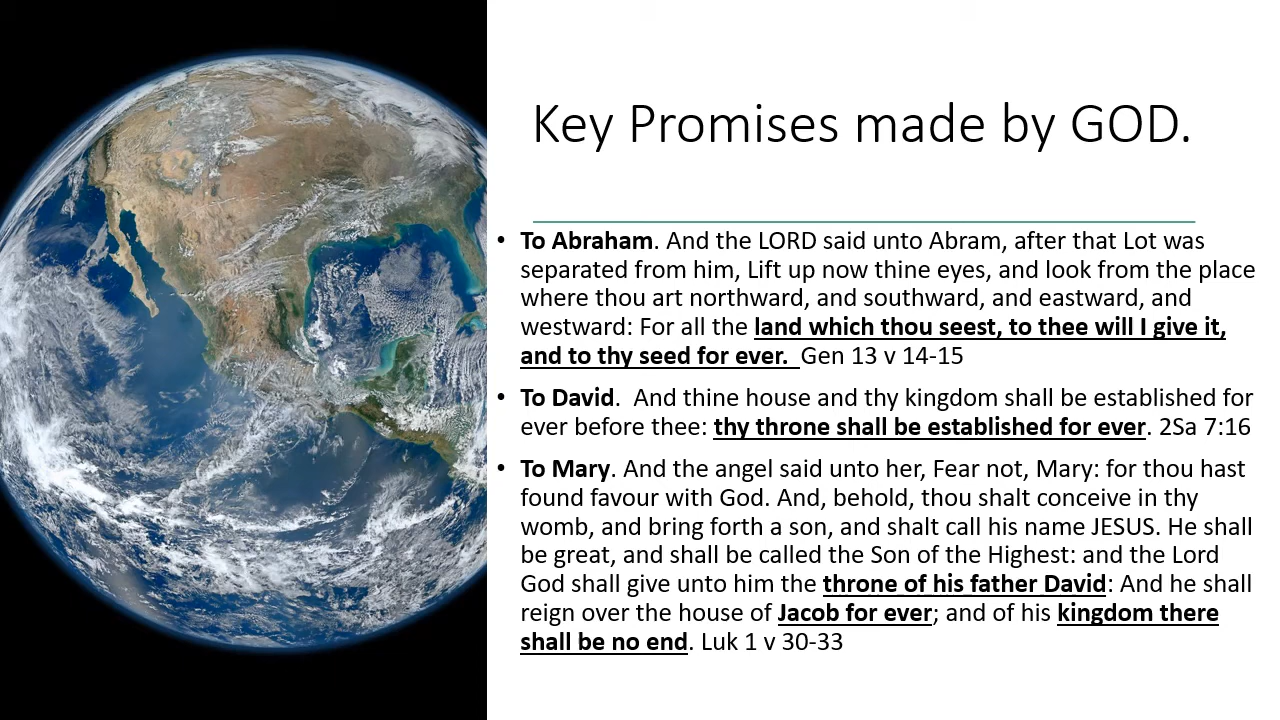 Key Promises made by GOD.
• To Abraham. And the LORD said unto Abram, after that Lot was
separated from him, Lift up now thine eyes, and look from the place
where thou art northward, and southward, and eastward, and
westward: For all the land which thou seest, to thee will I give it,
and to thy seed for ever.  Gen 13 v 14-15
• To David.  And thine house and thy kingdom shall be established for
ever before thee: thy throne shall be established for ever. 2Sa 7:16
• To Mary. And the angel said unto her, Fear not, Mary: for thou hast
found favour with God. And, behold, thou shalt conceive in thy
womb, and bring forth a son, and shalt call his name JESUS. He shall
be great, and shall be called the Son of the Highest: and the Lord
God shall give unto him the throne of his father David: And he shall
reign over the house of Jacob for ever; and of his kingdom there
shall be no end. Luk 1 v 30-33